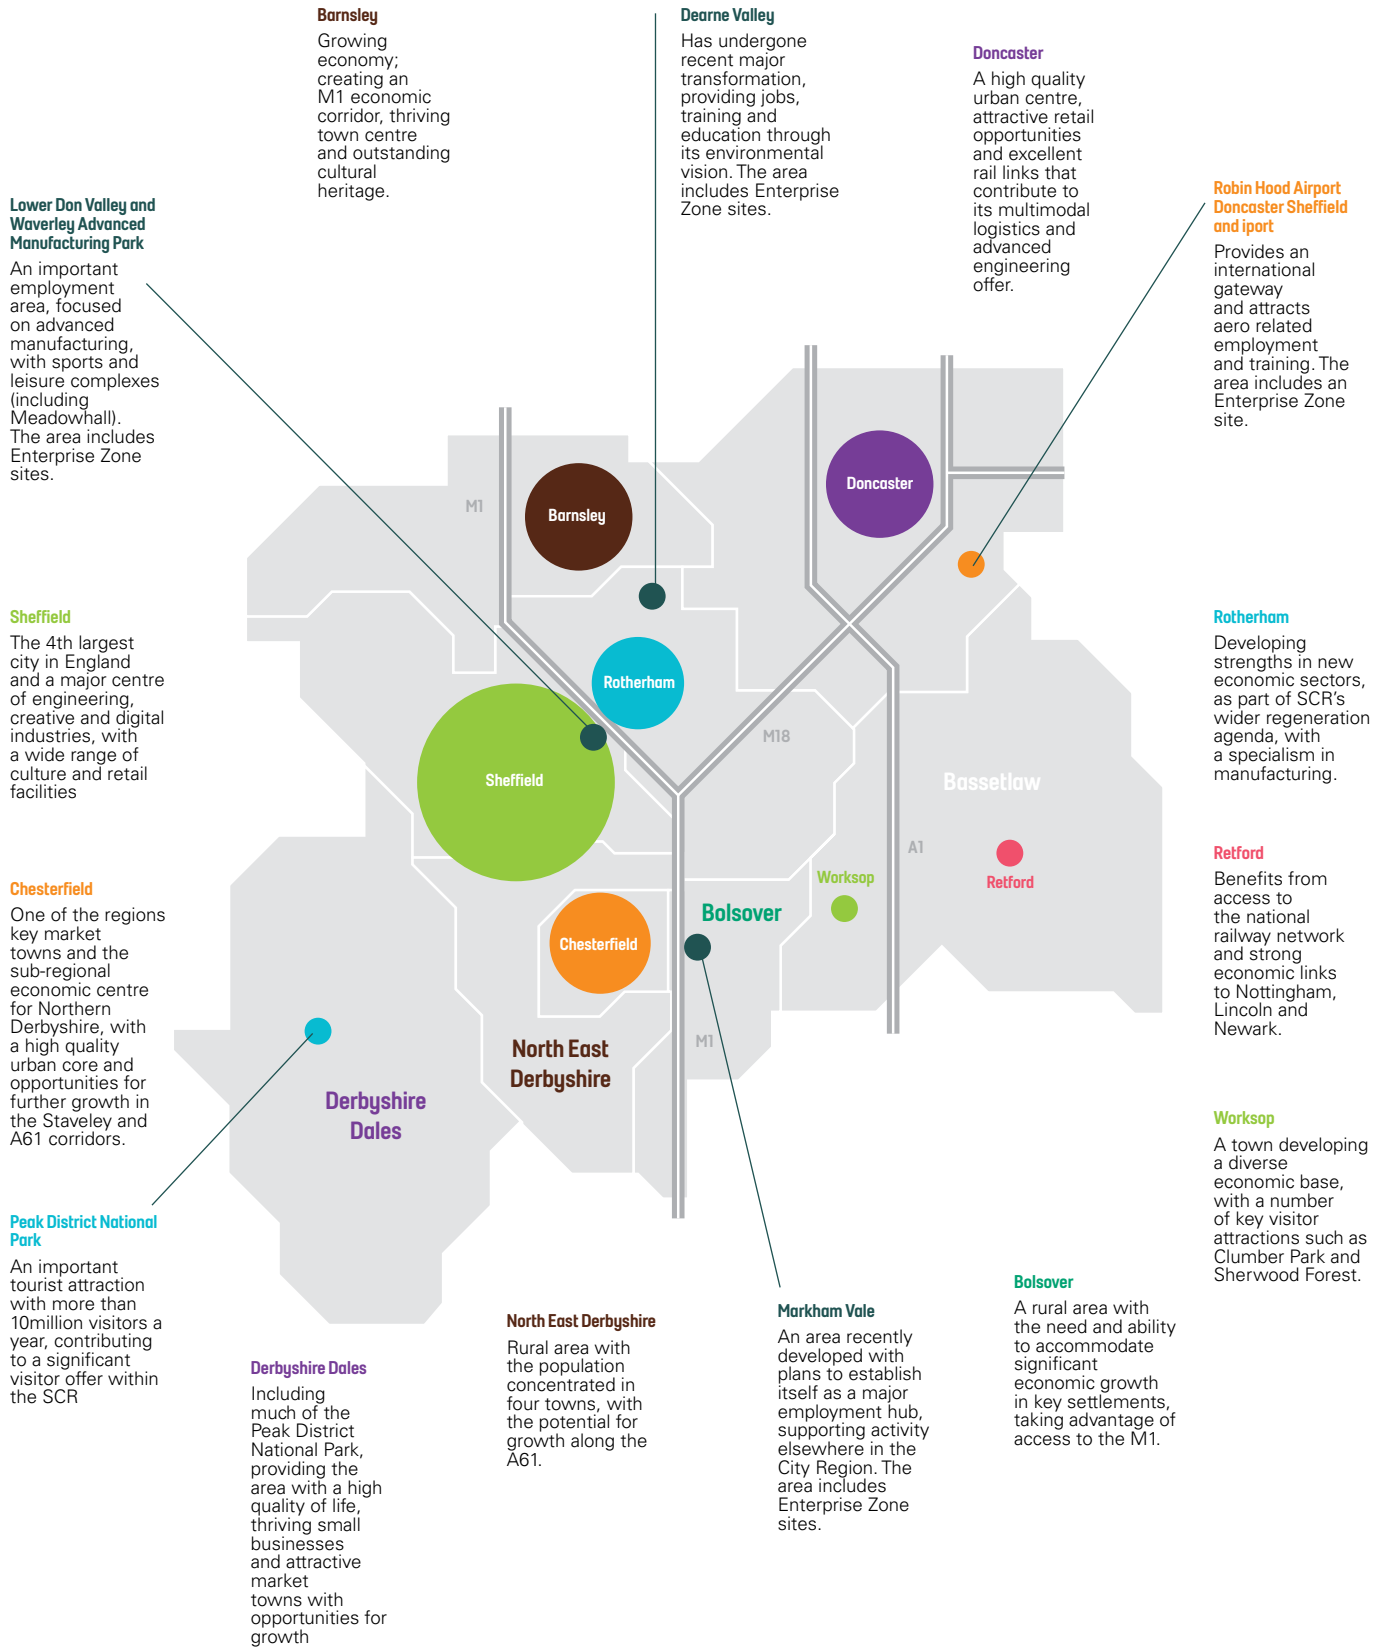 Barnsley
Growing
economy;
creating an
M1 economic
corridor, thriving
town centre
and outstanding
cultural
heritage.
Dearne Valley
Has undergone
recent major
transformation,
providing jobs,
training and
education through
its environmental
vision. The area
includes Enterprise
Zone sites.
Doncaster
A high quality
urban centre,
attractive retail
opportunities
and excellent
rail links that
contribute to
its multimodal
logistics and
advanced
engineering
offer.
Robin Hood Airport
Doncaster Sheffield
and iport
Provides an
international
gateway
and attracts
aero related
employment
and training. The
area includes an
Enterprise Zone
site.
Lower Don Valley and
Waverley Advanced
Manufacturing Park
An important
employment
area, focused
on advanced
manufacturing,
with sports and
leisure complexes
(including
Meadowhall).
The area includes
Enterprise Zone
sites.
Sheffield
The 4th largest
city in England
and a major centre
of engineering,
creative and digital
industries, with
a wide range of
culture and retail
facilities
Chesterfield
One of the regions
key market
towns and the
sub-regional
economic centre
for Northern
Derbyshire, with
a high quality
urban core and
opportunities for
further growth in
the Staveley and
A61 corridors.
Peak District National
Park
An important
tourist attraction
with more than
10million visitors a
year, contributing
to a significant
visitor offer within
the SCR
M1
Barnsley
Doncaster
Rotherham
M18
Sheffield
Bassetlaw
A1
Worksop
Retford
Bolsover
Chesterfield
M1
North East
Derbyshire
Derbyshire
Dales
Rotherham
Developing
strengths in new
economic sectors,
as part of SCR's
wider regeneration
agenda, with
a specialism in
manufacturing.
Retford
Benefits from
access to
the national
railway network
and strong
economic links
to Nottingham,
Lincoln and
Newark.
Worksop
A town developing
a diverse
economic base,
with a number
of key visitor
attractions such as
Clumber Park and
Sherwood Forest.
Derbyshire Dales
Including
much of the
Peak District
National Park,
providing the
area with a high
quality of life,
thriving small
businesses
and attractive
market
towns with
opportunities for
growth
North East Derbyshire
Rural area with
the population
concentrated in
four towns, with
the potential for
growth along the
A61.
Markham Vale
An area recently
developed with
plans to establish
itself as a major
employment hub,
supporting activity
elsewhere in the
City Region. The
area includes
Enterprise Zone
sites.
Bolsover
A rural area with
the need and ability
to accommodate
significant
economic growth
in key settlements,
taking advantage of
access to the M1.